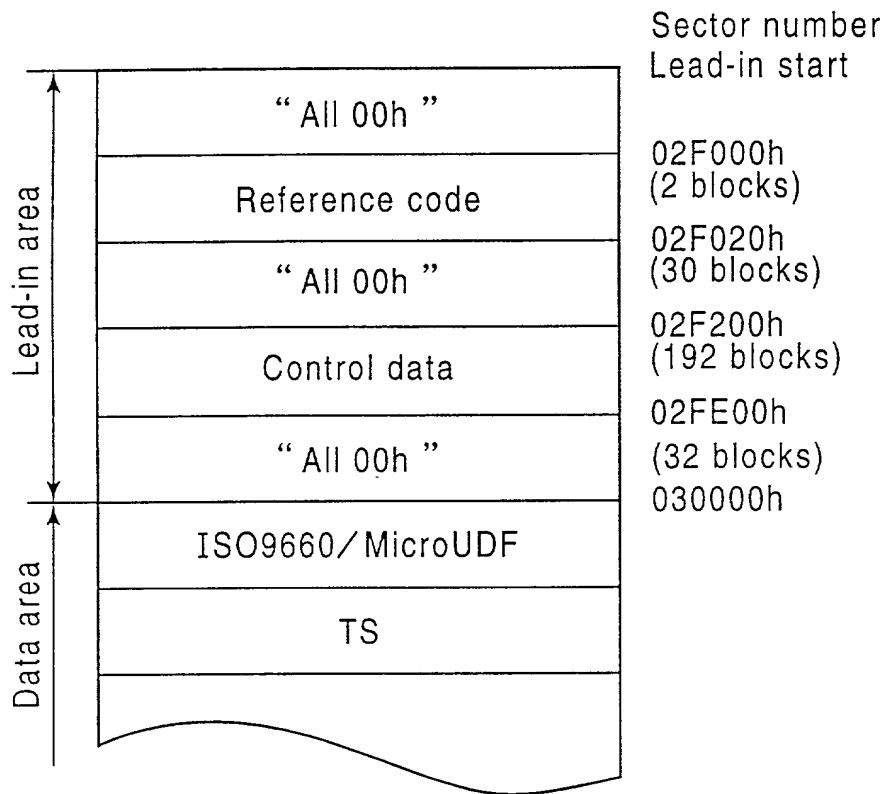 Sector number
Lead-in start
“ All 00h ”
02F000h
(2 blocks)
Reference code
02F020h
(30 blocks)
“ All 00h ”
02F200h
(192 blocks)
Control data
02FE00h
(32 blocks)
“ All 00h ”
030000h
ISO9660/MicroUDF
TS
Lead-in area
Data area